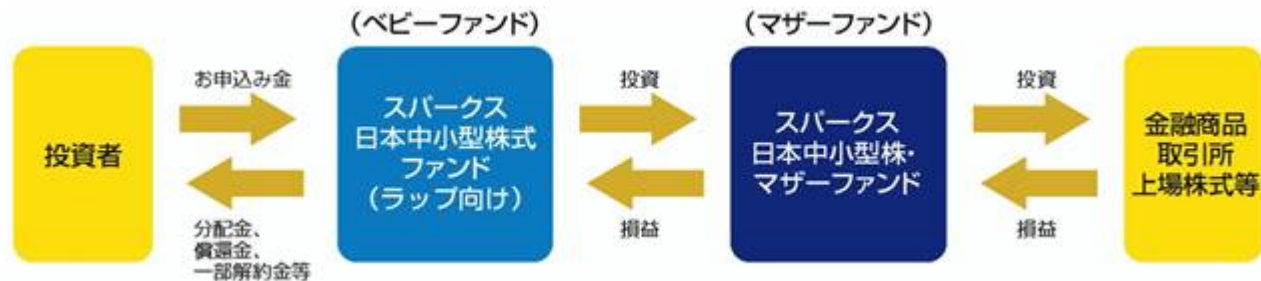 (ベビーファンド)
(マザーファンド)
投資者
お申込み金
分配金、
償還金、
一部解約金等
スパークス
日本中小型株式
ファンド
(ラップ向け)
投資
損益
スパークス
日本中小型株・
マザーファンド
投資
損益
金融商品
取引所
上場株式等